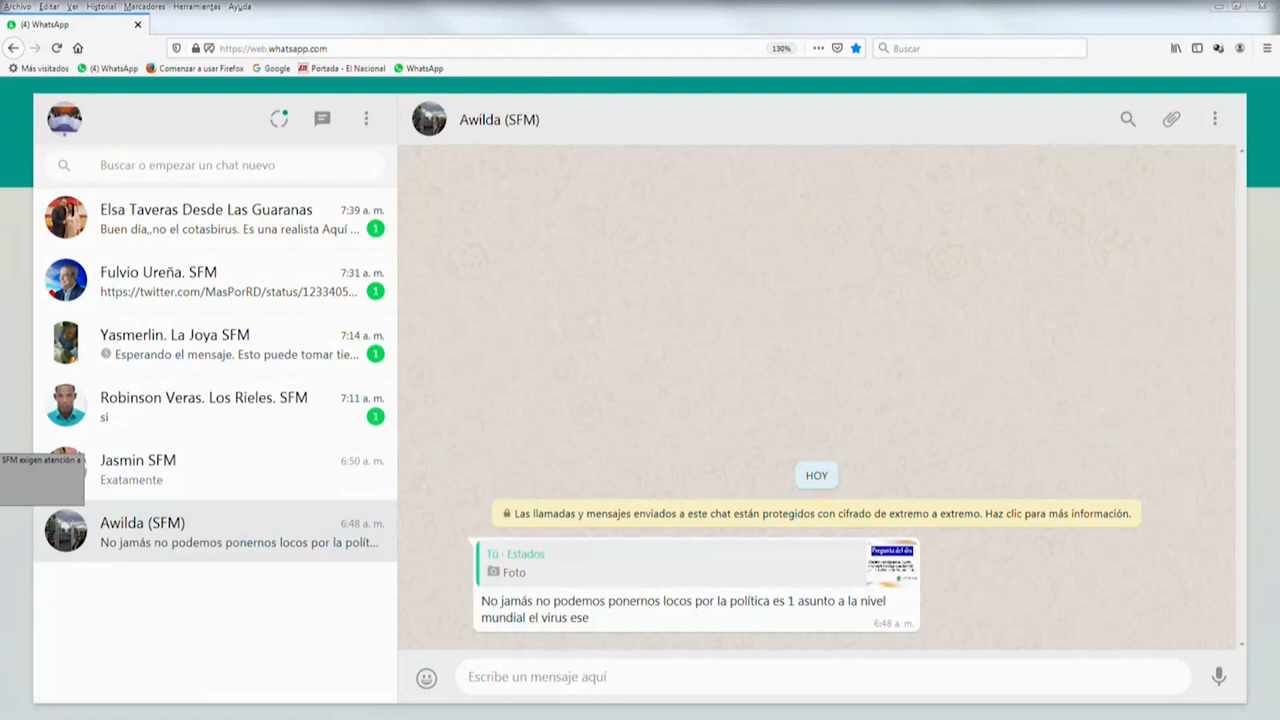 Archivo Editar Ver Historial Marcadores Herramientas Ayuda
(4) WhatsApp
https://web.whatsapp.com
130%
Buscar
Más visitados (4) WhatsApp Comenzar a usar Firefox Google Portada - El Nacional WhatsApp
Buscar o empezar un chat nuevo
Elsa Taveras Desde Las Guaranas 7:39 a. m.
Buen día,,no el cotasbirus. Es una realista Aquí ... 1
Fulvio Ureña. SFM 7:31 a. m.
https://twitter.com/MasPorRD/status/1233405... 1
Yasmerlin. La Joya SFM 7:14 a. m.
Esperando el mensaje. Esto puede tomar tie... 1
Robinson Veras. Los Rieles. SFM 7:11 a. m.
si 1
SFM exigen atención a
Jasmin SFM 6:50 a. m.
Exatamente
Awilda (SFM) 6:48 a. m.
No jamás no podemos ponernos locos por la polít...
Awilda (SFM)
HOY
Las llamadas y mensajes enviados a este chat están protegidos con cifrado de extremo a extremo. Haz clic para más información.
Tú · Estados
Foto
Pregunta del día
No jamás no podemos ponernos locos por la política es 1 asunto a la nivel
mundial el virus ese
6:48 a. m.
Escribe un mensaje aquí